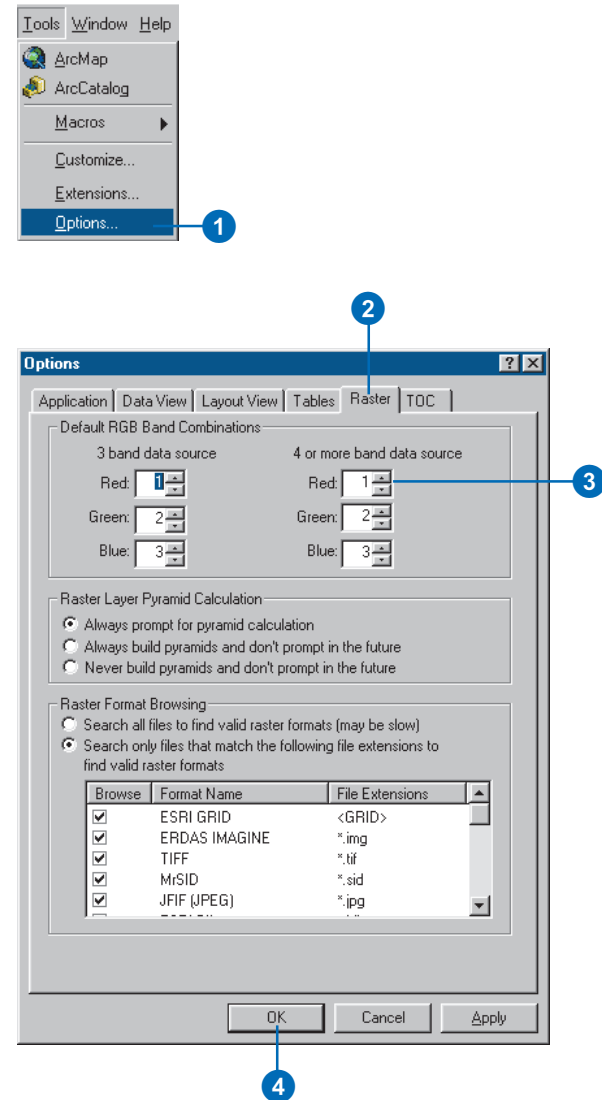 Tools Window Help
ArcMap
ArcCatalog
Macros
Customize...
Extensions...
Options...
1
2
Options
Application Data View Layout View Tables Raster TOC
Default RGB Band Combinations
3 band data source 4 or more band data source
Red: 1 Red: 1
3
Green: 2 Green: 2
Blue: 3 Blue: 3
Raster Layer Pyramid Calculation
Always prompt for pyramid calculation
Always build pyramids and don't prompt in the future
Never build pyramids and don't prompt in the future
Raster Format Browsing
Search all files to find valid raster formats (may be slow)
Search only files that match the following file extensions to
find valid raster formats
Browse Format Name File Extensions
ESRI GRID <GRID>
ERDAS IMAGINE *.img
TIFF *.tif
MrSID *.sid
JFIF (JPEG) *.jpg
OK Cancel Apply
4